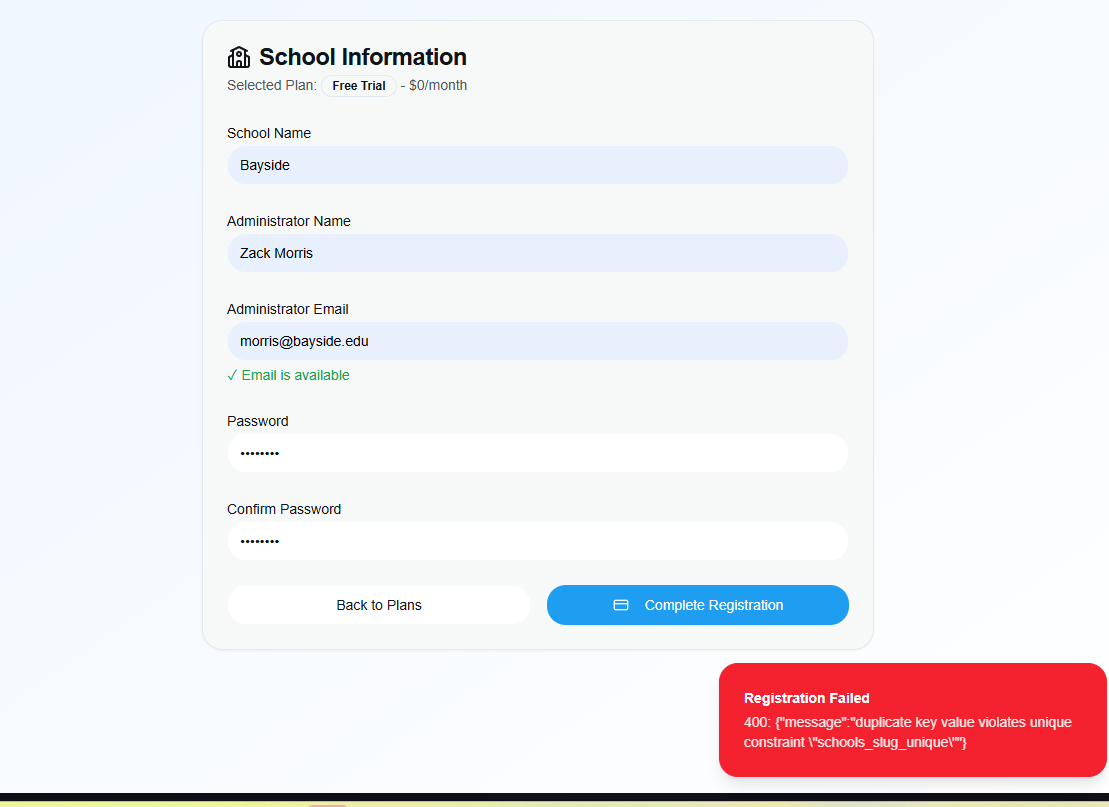 School Information
Selected Plan: Free Trial - $0/month
School Name
Bayside
Administrator Name
Zack Morris
Administrator Email
morris@bayside.edu
✓ Email is available
Password
••••••••
Confirm Password
••••••••
Back to Plans
Complete Registration
Registration Failed
400: {"message":"duplicate key value violates unique
constraint \"schools_slug_unique\""}